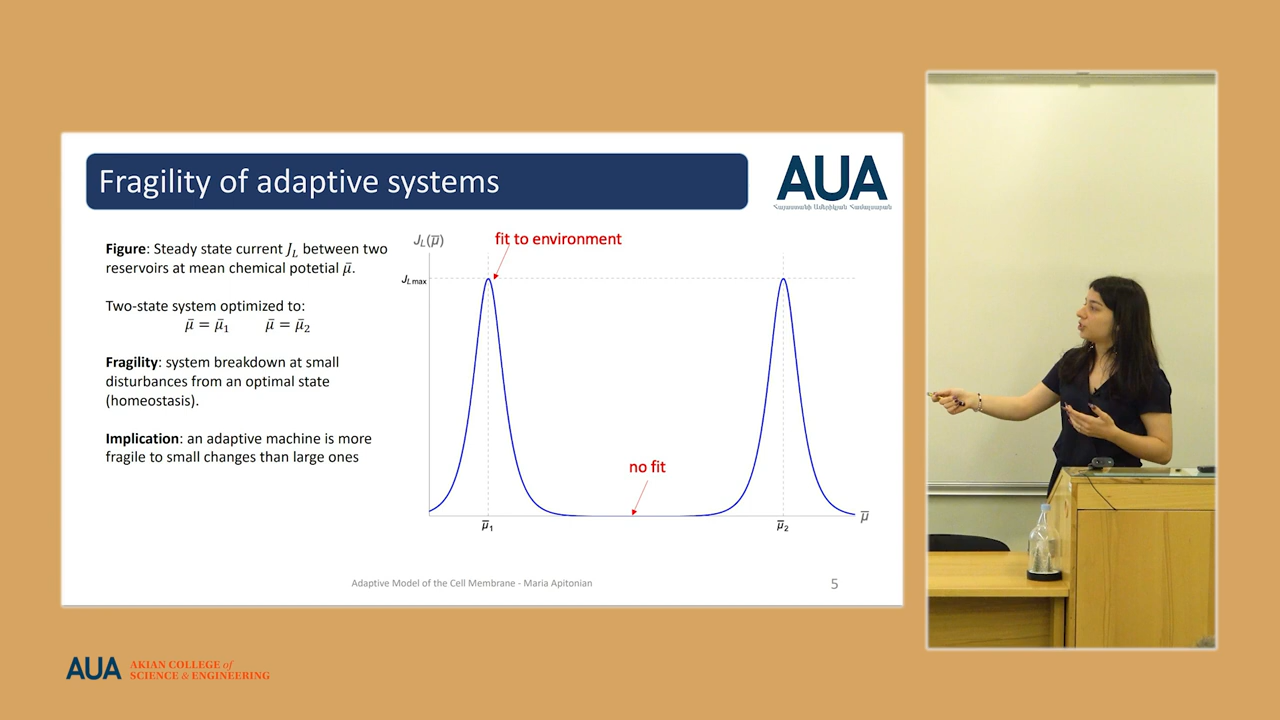 Fragility of adaptive systems
AUA
Հայաստանի Ամերիկյան Համալսարան
Figure: Steady state current J_L between two
reservoirs at mean chemical potetial μ̄.
Two-state system optimized to:
μ̄ = μ̄₁ μ̄ = μ̄₂
Fragility: system breakdown at small
disturbances from an optimal state
(homeostasis).
Implication: an adaptive machine is more
fragile to small changes than large ones
J_L(μ̄)
fit to environment
J_L max
no fit
μ̄₁
μ̄₂
μ̄
Adaptive Model of the Cell Membrane - Maria Apitonian
5
AUA
AKIAN COLLEGE of
SCIENCE & ENGINEERING